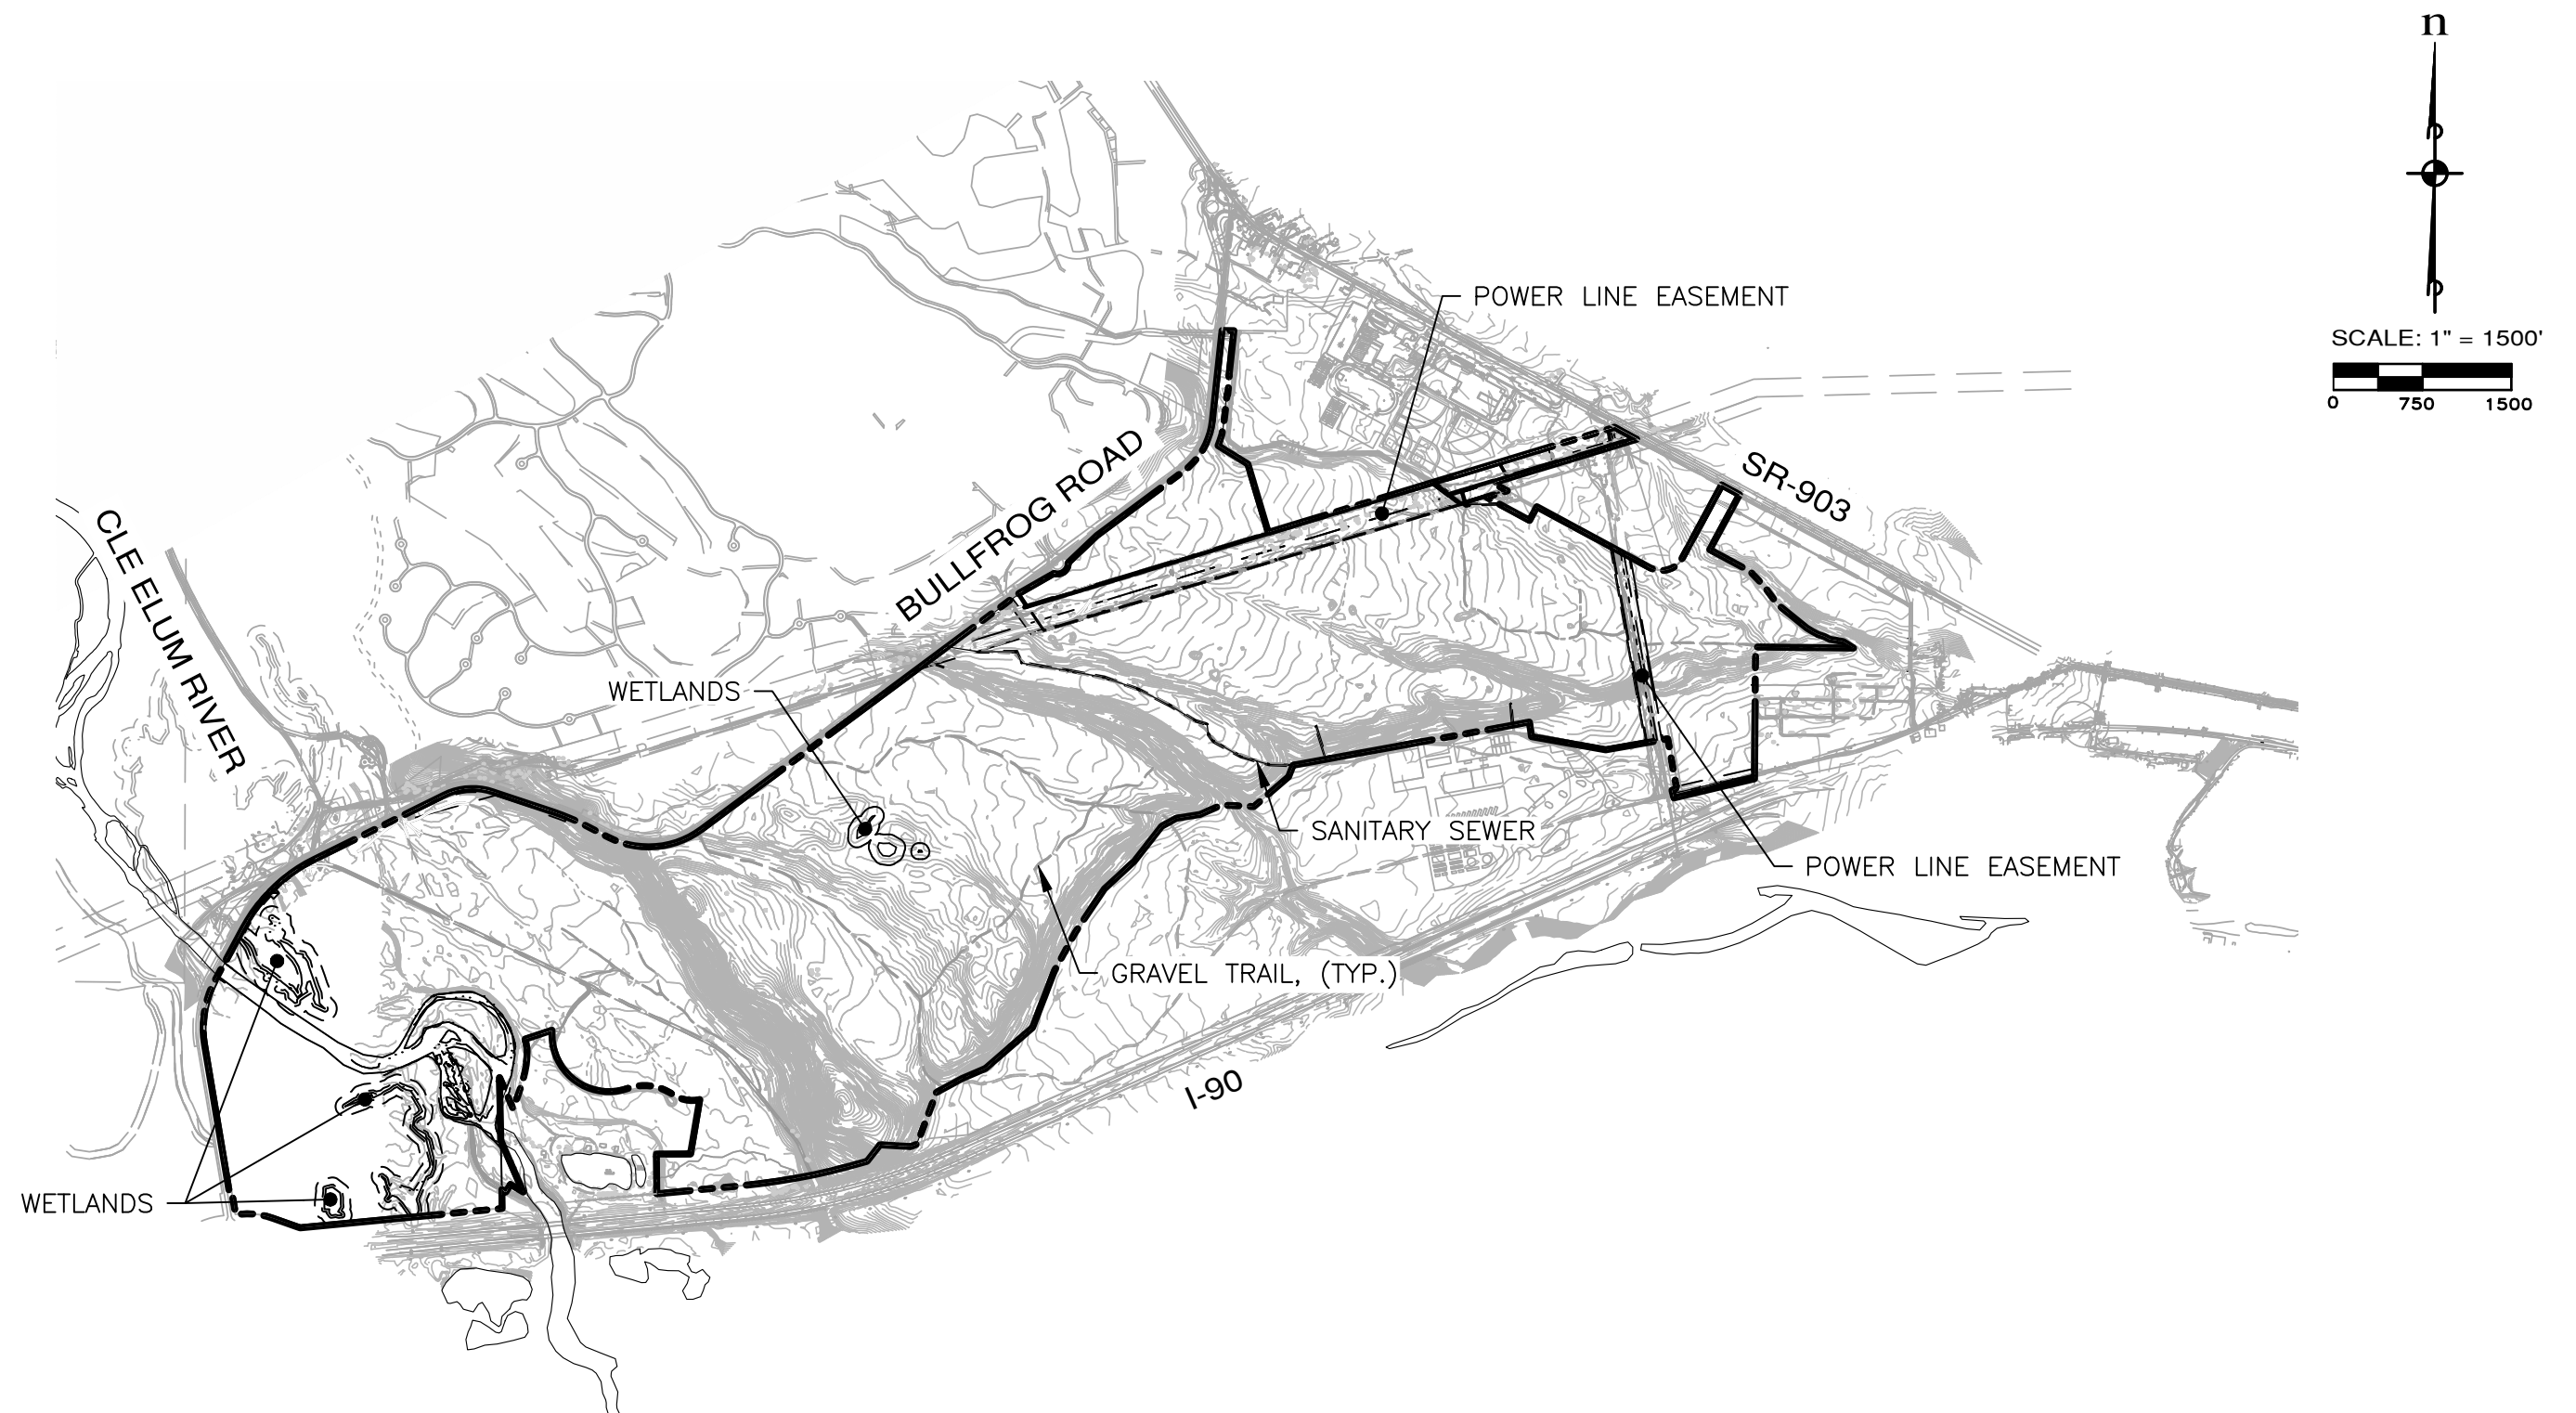 n
POWER LINE EASEMENT
SCALE: 1" = 1500'
0 750 1500
BULLFROG ROAD
SR-903
CLE ELUM RIVER
WETLANDS
SANITARY SEWER
POWER LINE EASEMENT
GRAVEL TRAIL, (TYP.)
I-90
WETLANDS